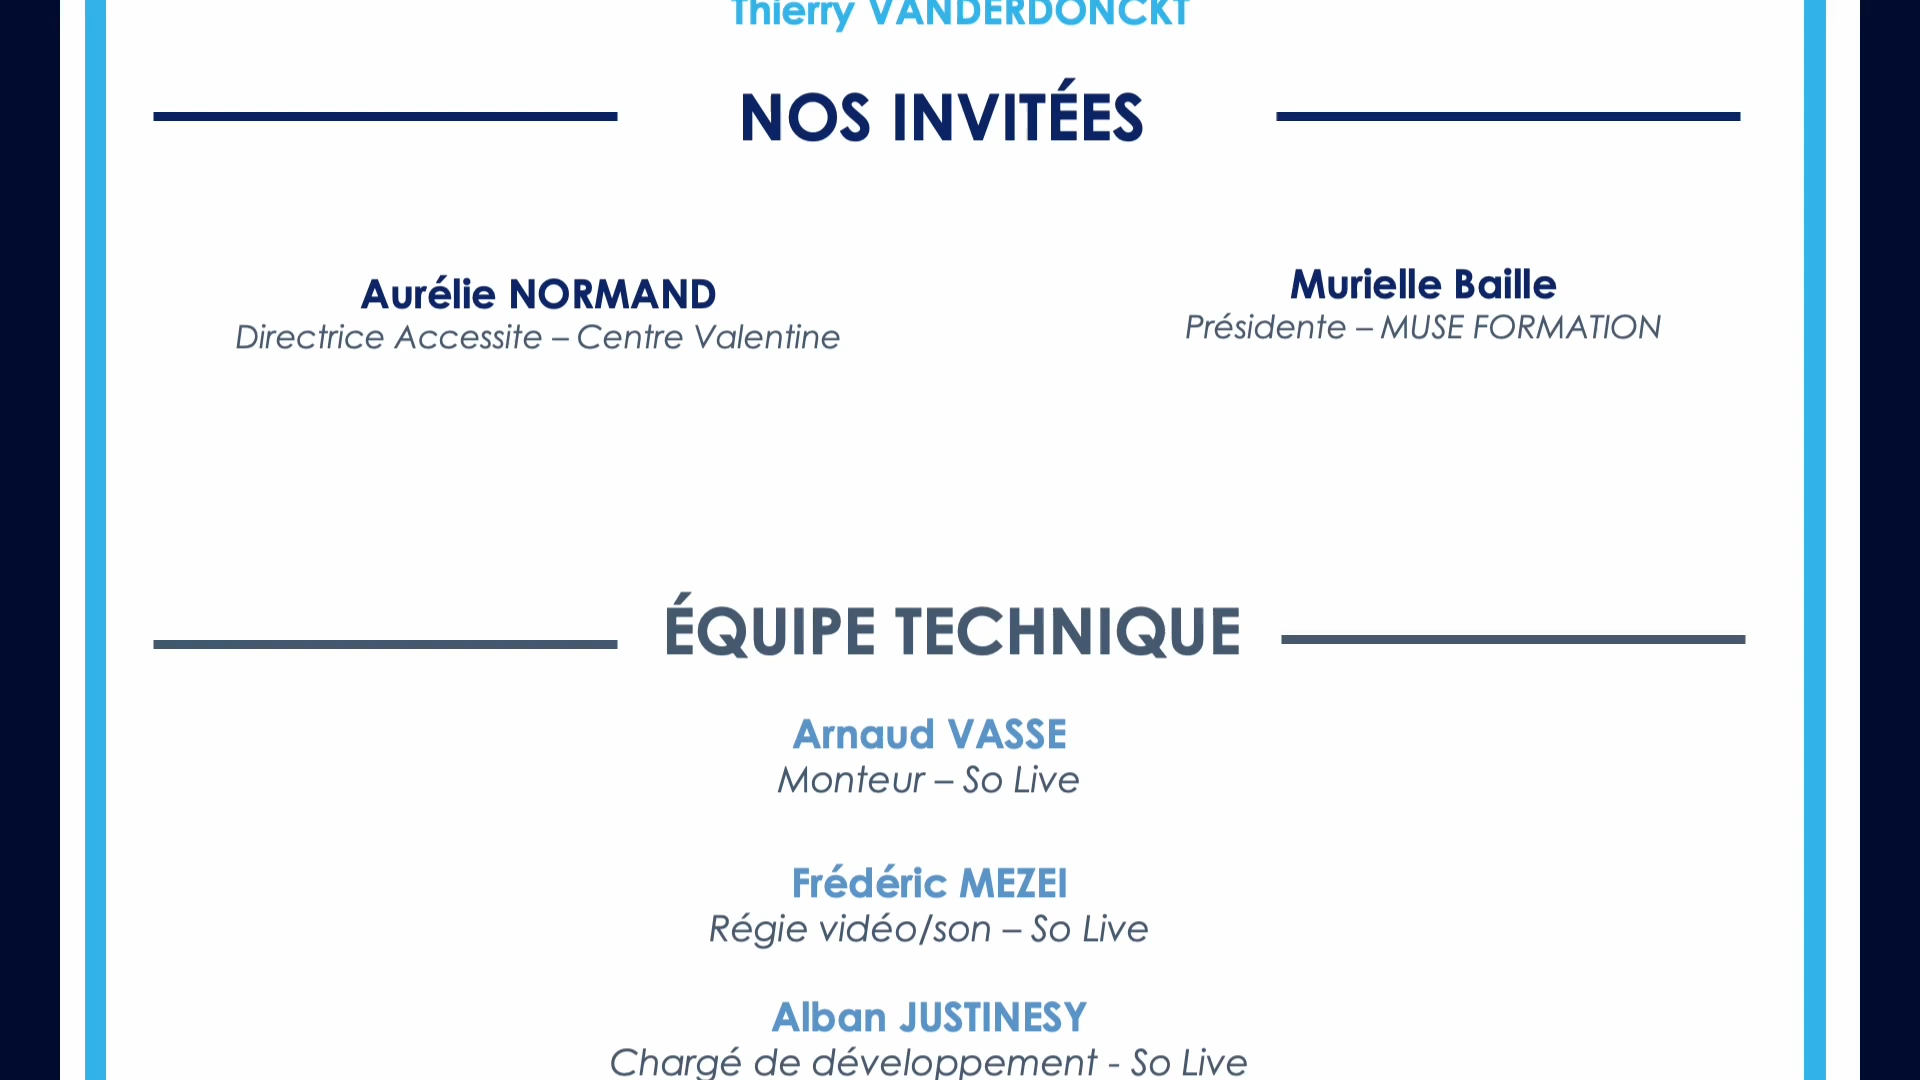 Thierry VANDERDONCKT
NOS INVITÉES
Aurélie NORMAND
Directrice Accessite – Centre Valentine
Murielle Baille
Présidente – MUSE FORMATION
ÉQUIPE TECHNIQUE
Arnaud VASSE
Monteur – So Live
Frédéric MEZEI
Régie vidéo/son – So Live
Alban JUSTINESY
Chargé de développement - So Live